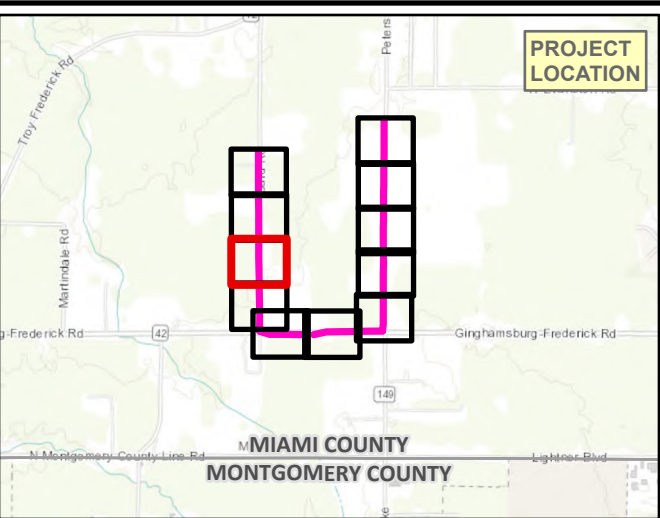 PROJECT
LOCATION
Troy Frederick Rd
Peters
Martindale Rd
g-Frederick Rd
42
Ginghamsburg-Frederick Rd
149
MIAMI COUNTY
N Montgomery County Line Rd
Lightner Blvd
MONTGOMERY COUNTY